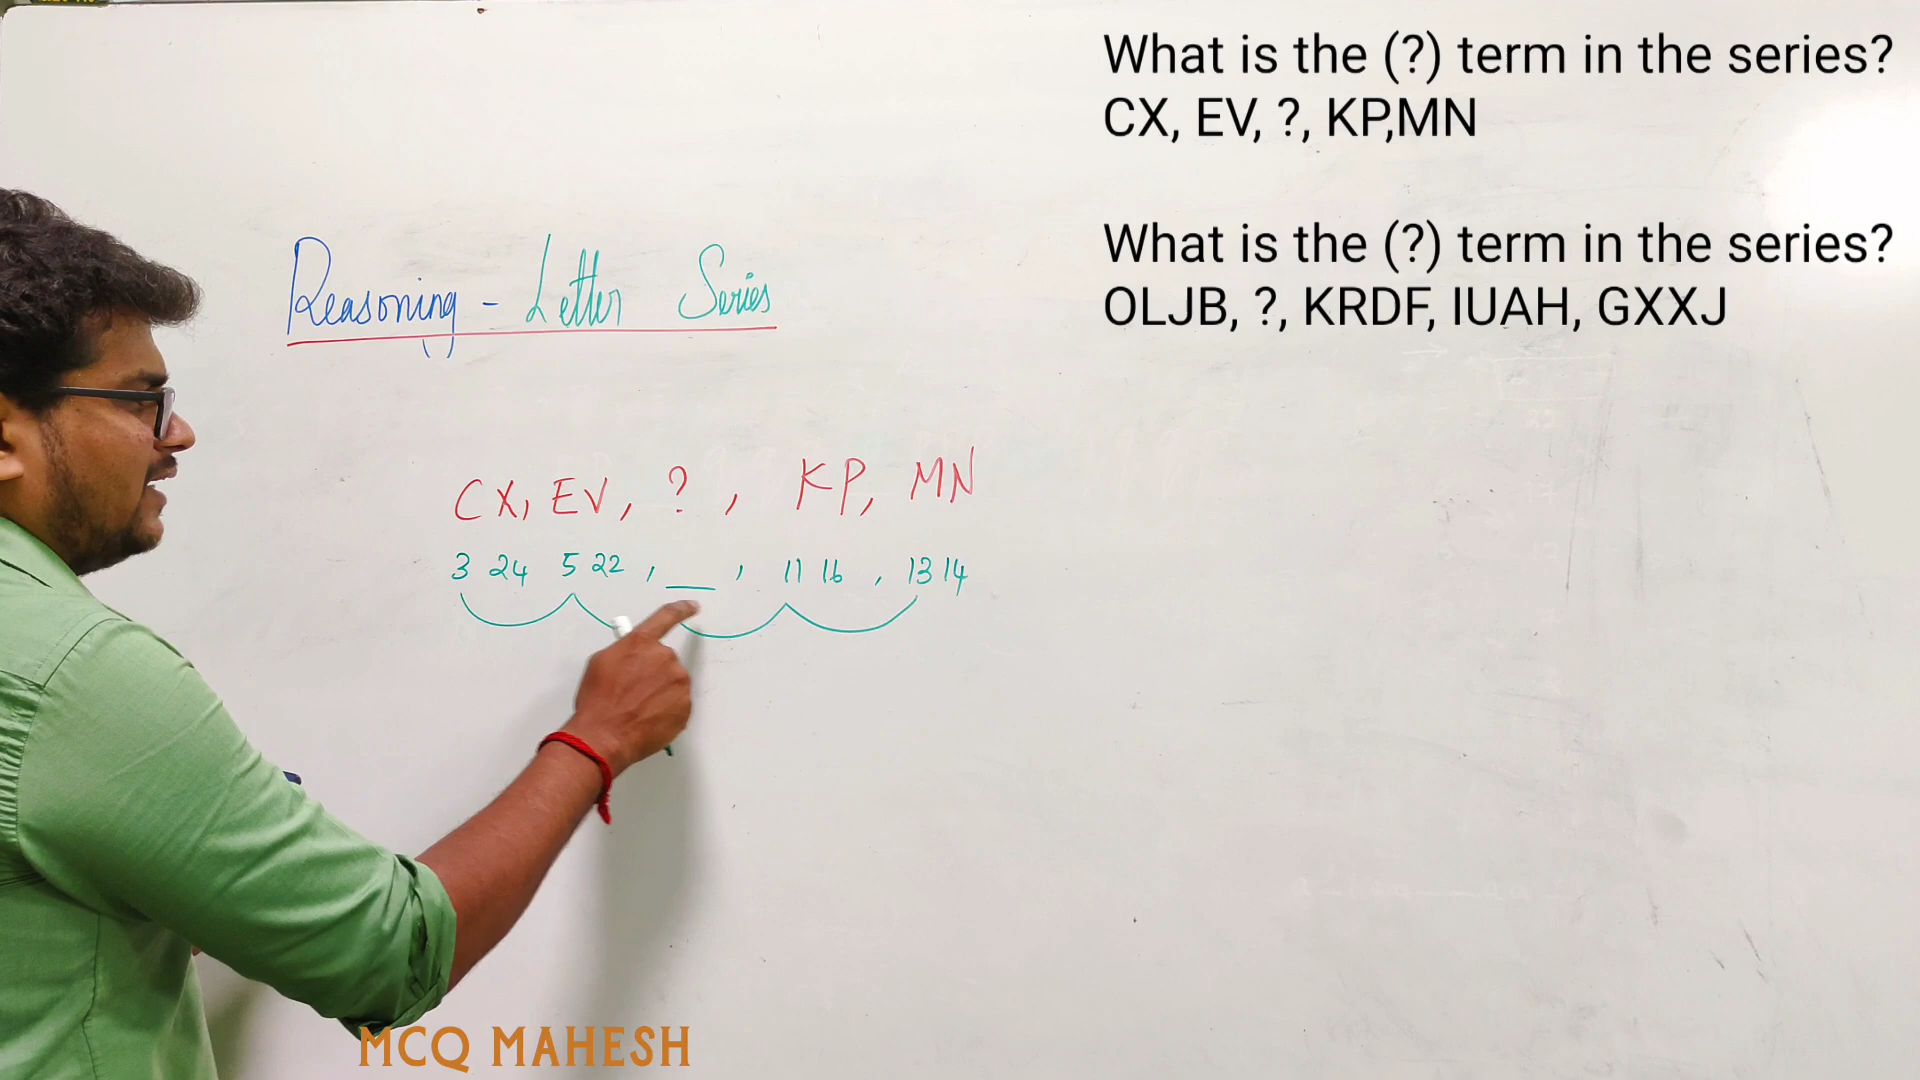 What is the (?) term in the series?
CX, EV, ?, KP,MN
What is the (?) term in the series?
OLJB, ?, KRDF, IUAH, GXXJ
Reasoning - Letter Series
CX, EV, ?, KP, MN
3 24 5 22, __, 11 16, 13 14
MCQ MAHESH